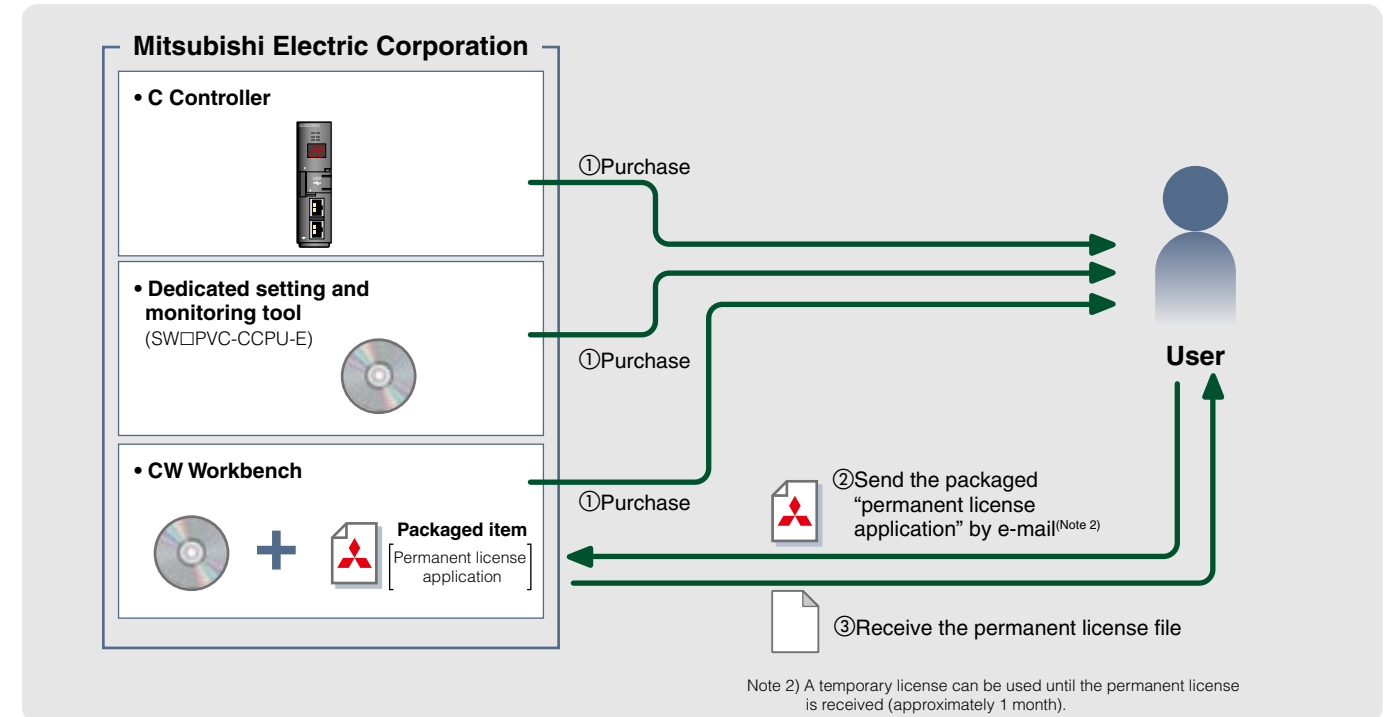 Mitsubishi Electric Corporation
• C Controller
①Purchase
• Dedicated setting and
monitoring tool
(SW□PVC-CCPU-E)
①Purchase
User
• CW Workbench
①Purchase
Packaged item
Permanent license
application
②Send the packaged
“permanent license
application” by e-mail(Note 2)
③Receive the permanent license file
Note 2) A temporary license can be used until the permanent license
is received (approximately 1 month).